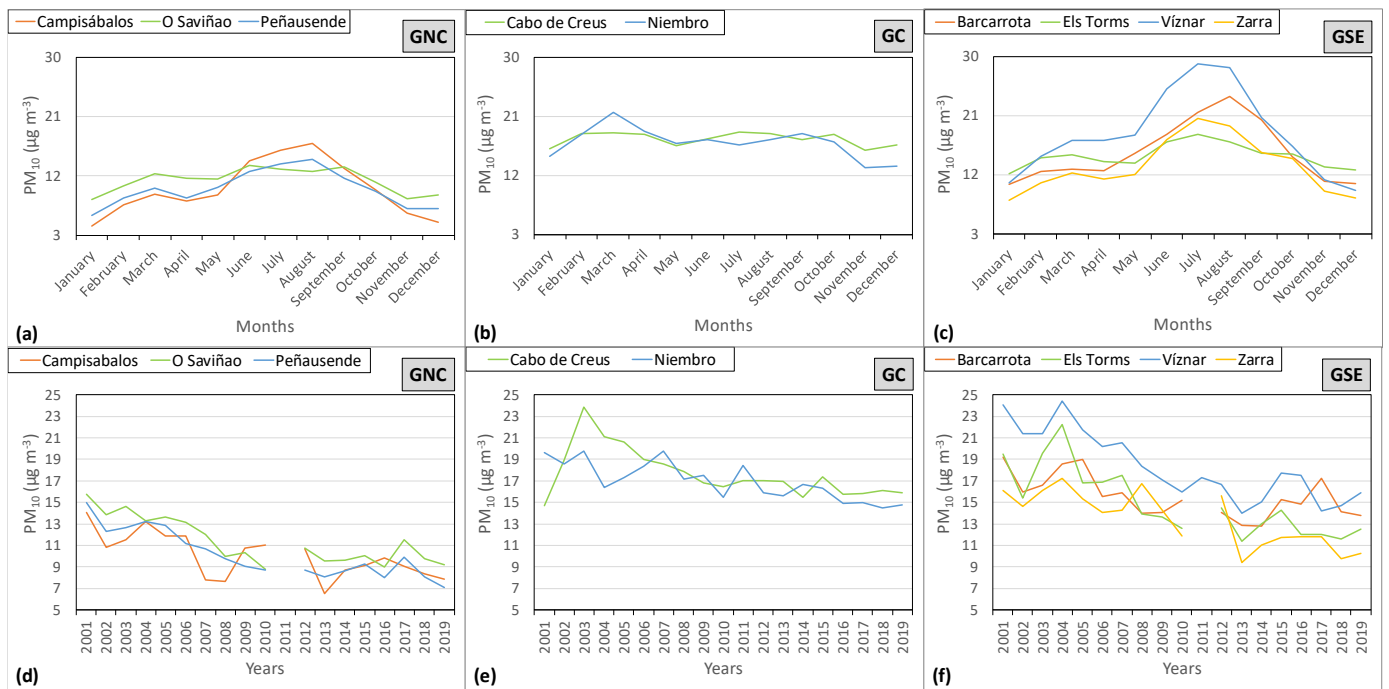 Campisábalos O Saviñao Peñausende
GNC
PM10 (µg m-3)
30
21
12
3
January
February
March
April
May
June
July
August
September
October
November
December
(a)
Months
Cabo de Creus Niembro
GC
PM10 (µg m-3)
30
21
12
3
January
February
March
April
May
June
July
August
September
October
November
December
(b)
Months
Barcarrota Els Torms Víznar Zarra
GSE
PM10 (µg m-3)
30
21
12
3
January
February
March
April
May
June
July
August
September
October
November
December
(c)
Months
Campisabalos O Saviñao Peñausende
GNC
PM10 (µg m-3)
25
23
21
19
17
15
13
11
9
7
5
2001
2002
2003
2004
2005
2006
2007
2008
2009
2010
2011
2012
2013
2014
2015
2016
2017
2018
2019
(d)
Years
Cabo de Creus Niembro
GC
PM10 (µg m-3)
25
23
21
19
17
15
13
11
9
7
5
2001
2002
2003
2004
2005
2006
2007
2008
2009
2010
2011
2012
2013
2014
2015
2016
2017
2018
2019
(e)
Years
Barcarrota Els Torms Víznar Zarra
GSE
PM10 (µg m-3)
25
23
21
19
17
15
13
11
9
7
5
2001
2002
2003
2004
2005
2006
2007
2008
2009
2010
2011
2012
2013
2014
2015
2016
2017
2018
2019
(f)
Years